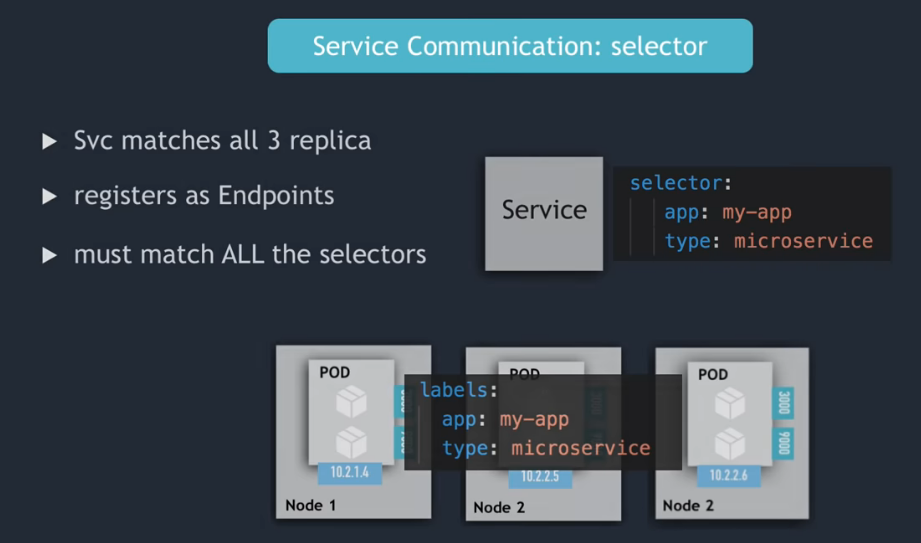 Service Communication: selector
▶ Svc matches all 3 replica
▶ registers as Endpoints
▶ must match ALL the selectors
Service
selector:
app: my-app
type: microservice
POD
10.2.1.4
Node 1
POD
10.2.2.5
Node 2
labels:
app: my-app
type: microservice
POD
3000
9000
10.2.2.6
Node 2